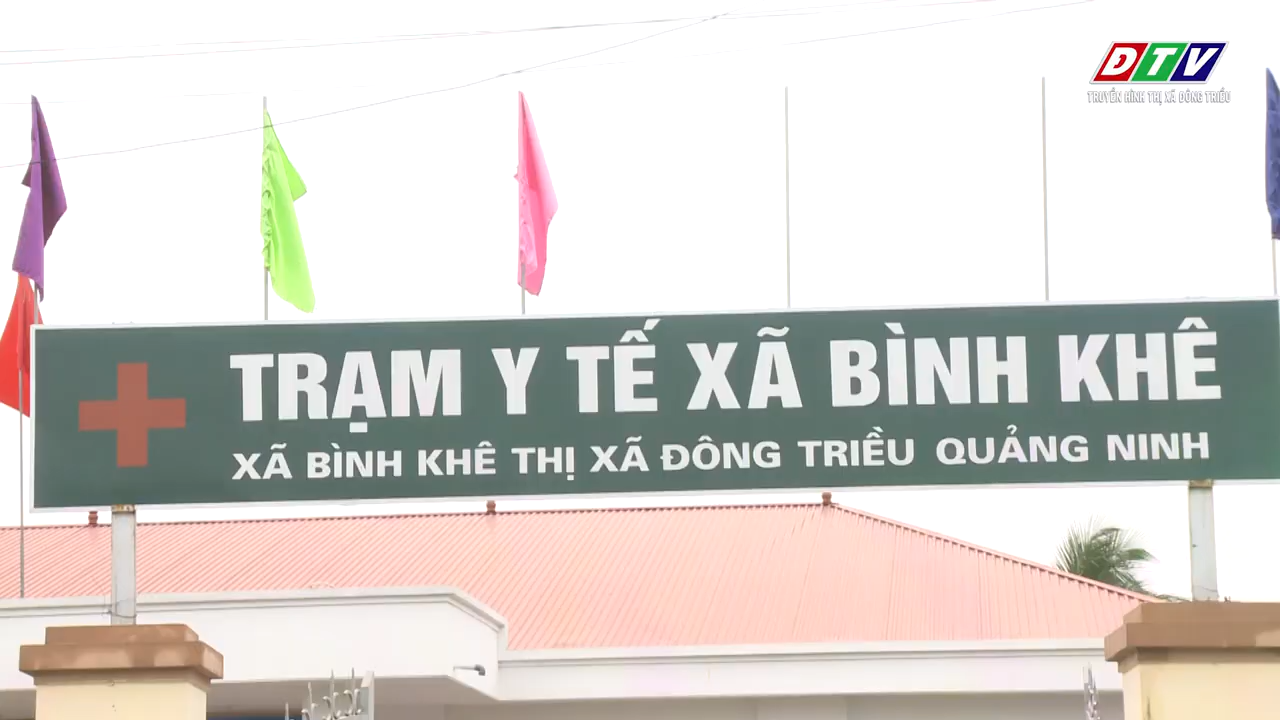 ĐTV
TRUYỀN HÌNH THỊ XÃ ĐÔNG TRIỀU
TRẠM Y TẾ XÃ BÌNH KHÊ
XÃ BÌNH KHÊ THỊ XÃ ĐÔNG TRIỀU QUẢNG NINH